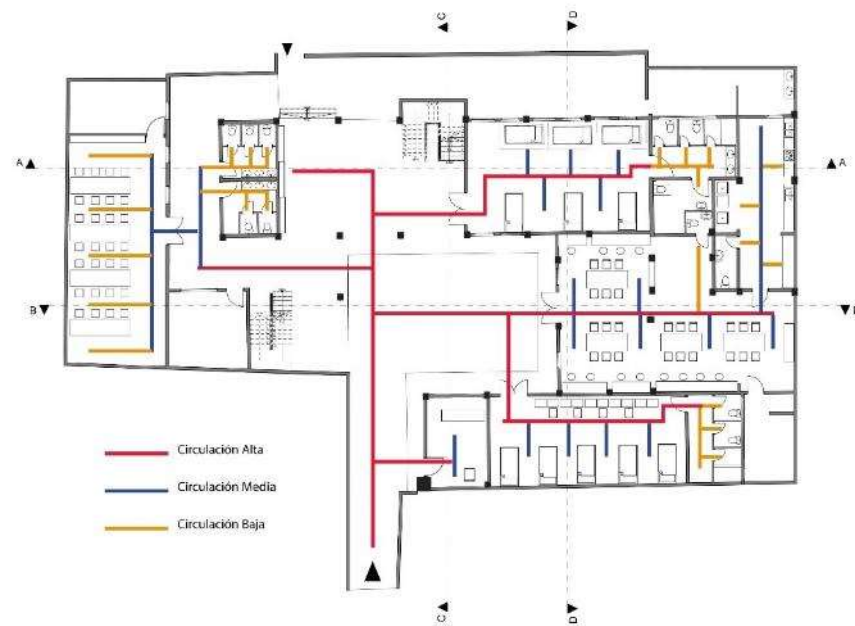 C
D
A
A
B
B
Circulación Alta
Circulación Media
Circulación Baja
C
D